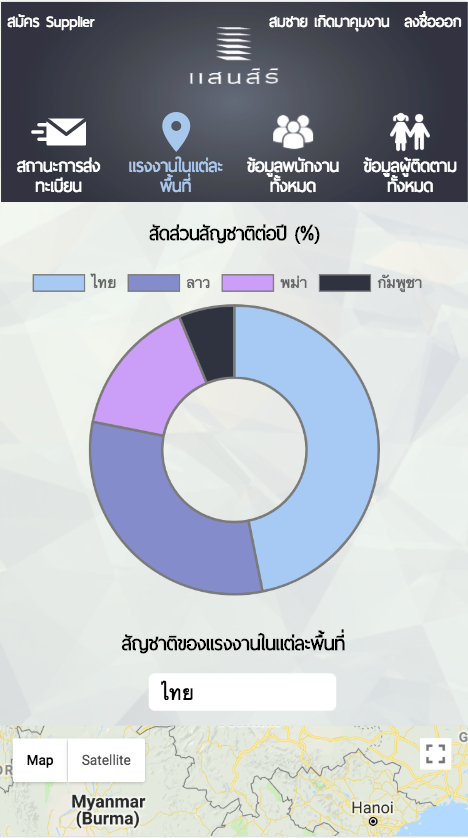 สมัคร Supplier
สมชาย เกิดมาคุมงาน ลงชื่อออก
แสนสิริ
สถานะการส่ง
ทะเบียน
แรงงานในแต่ละ
พื้นที่
ข้อมูลพนักงาน
ทั้งหมด
ข้อมูลผู้ติดตาม
ทั้งหมด
สัดส่วนสัญชาติต่อปี (%)
ไทย ลาว พม่า กัมพูชา
สัญชาติของแรงงานในแต่ละพื้นที่
ไทย
Map Satellite
Myanmar
(Burma)
Hanoi